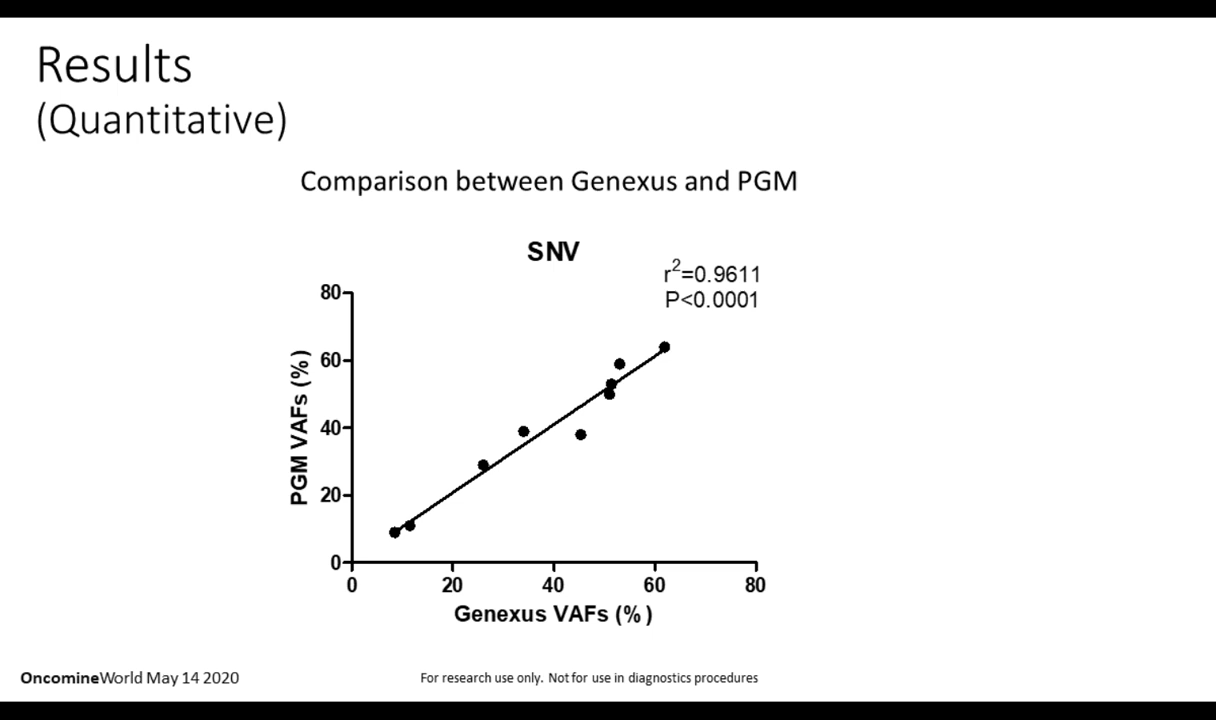 Results
(Quantitative)
Comparison between Genexus and PGM
SNV
r²=0.9611
P<0.0001
80
60
40
20
0
PGM VAFs (%)
0 20 40 60 80
Genexus VAFs (%)
OncomineWorld May 14 2020
For research use only. Not for use in diagnostics procedures